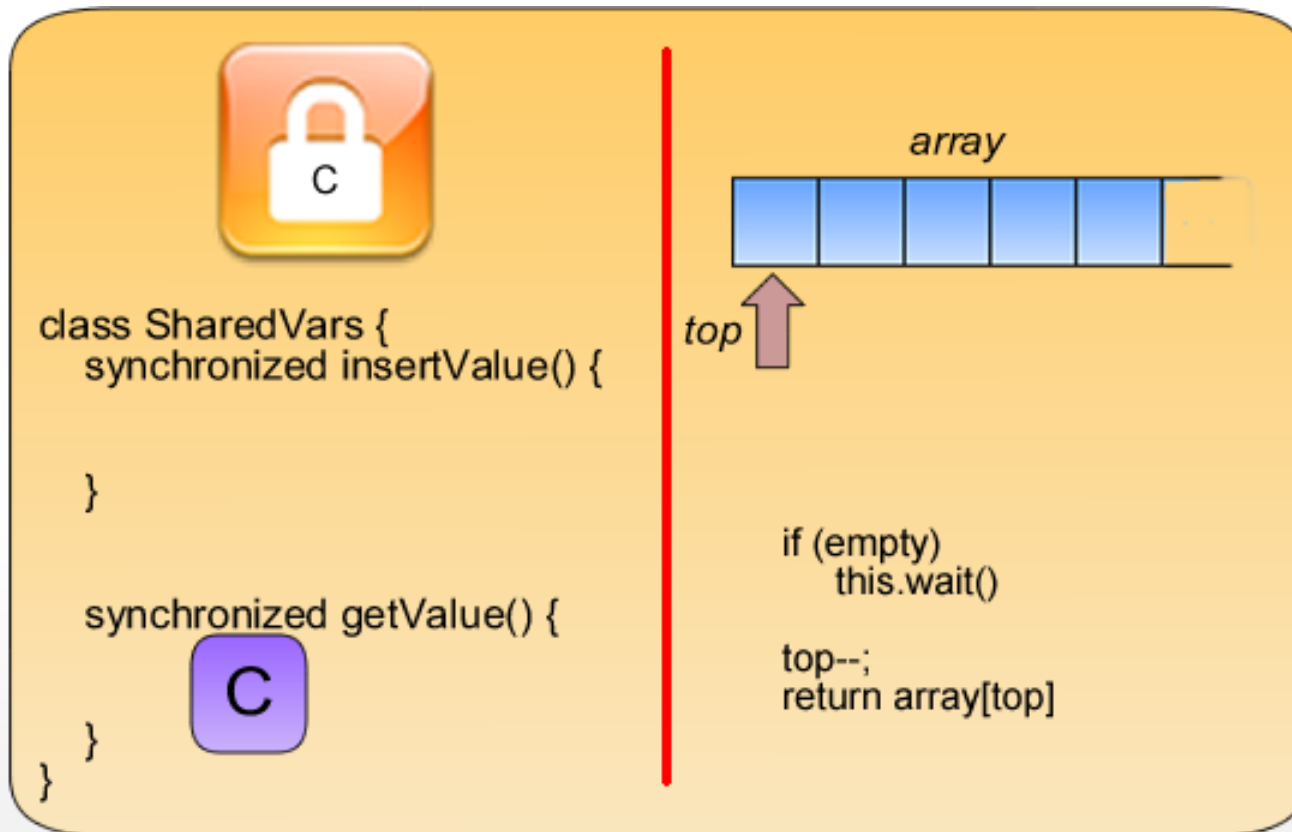 C
class SharedVars {
synchronized insertValue() {
}
synchronized getValue() {
C
}
}
array
top
if (empty)
this.wait()
top--;
return array[top]